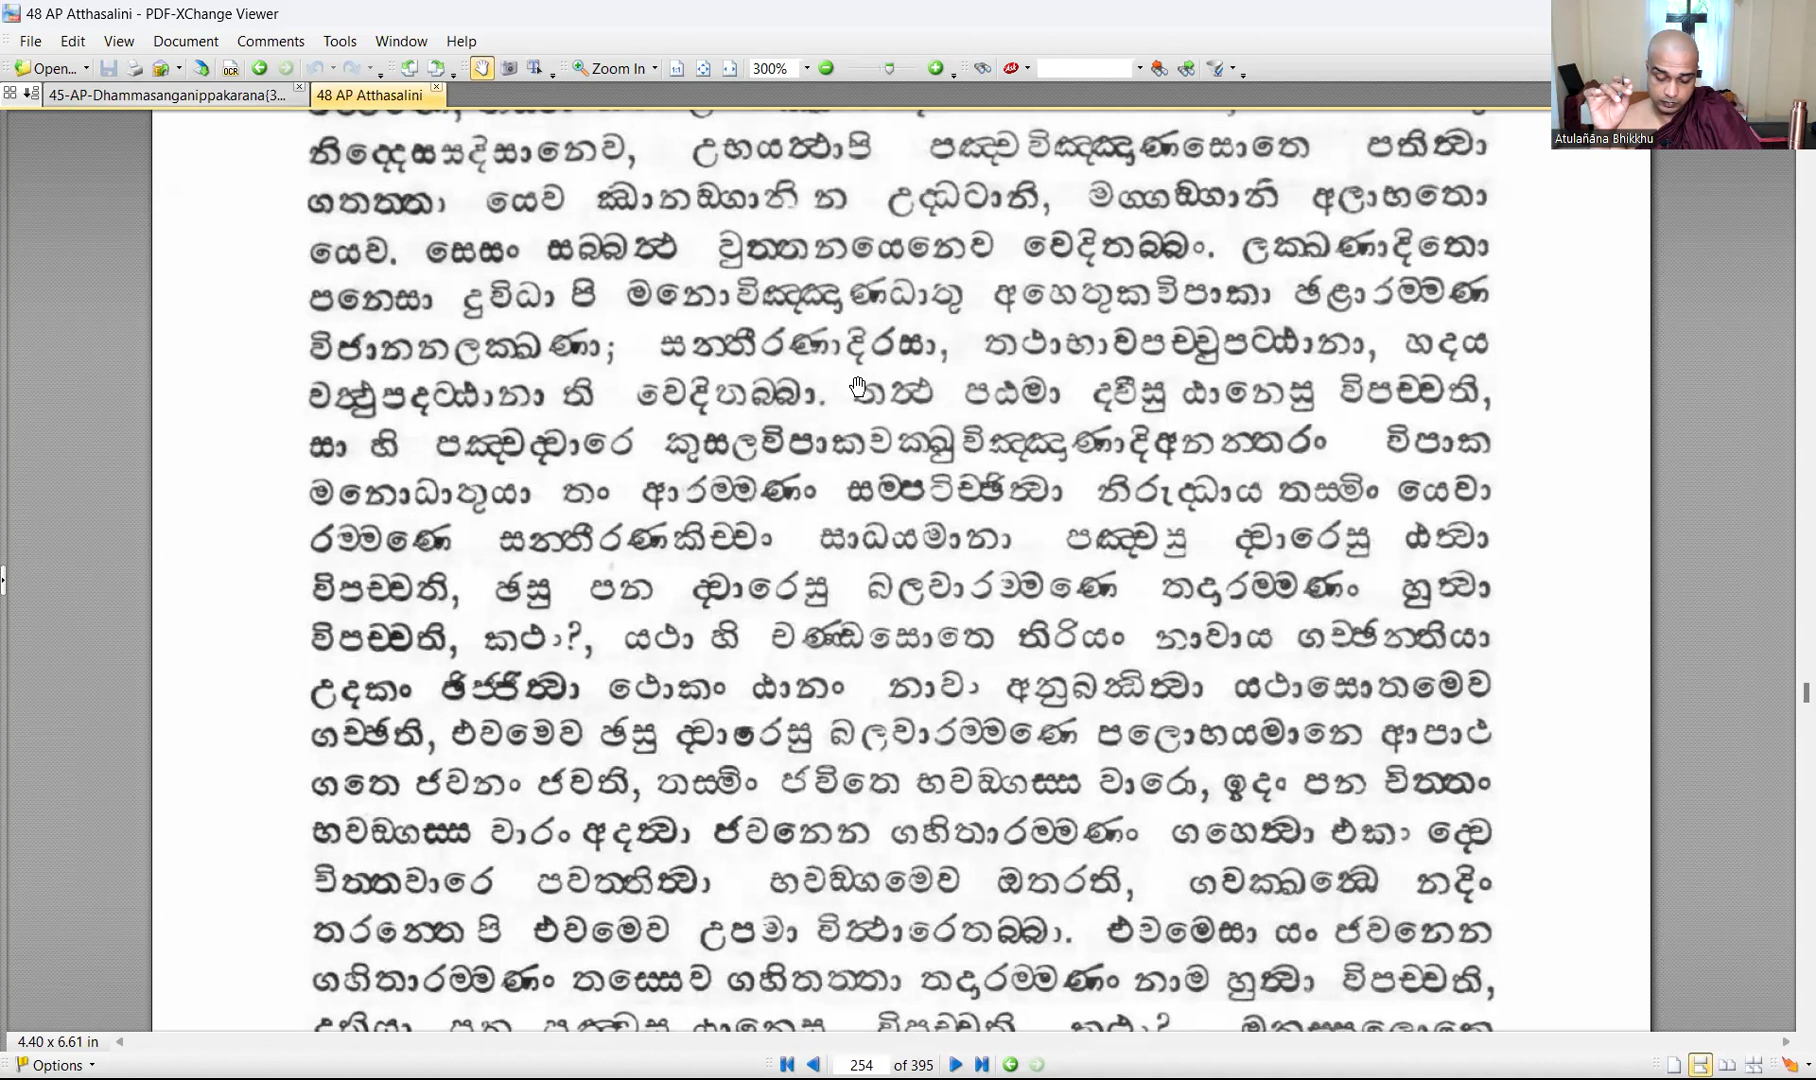 48 AP Atthasalini - PDF-XChange Viewer
File Edit View Document Comments Tools Window Help
Open... OCR Zoom In 300%
45-AP-Dhammasanganippakarana{3... 48 AP Atthasalini
Atulañāna Bhikkhu
නිද්දෙසසදිසානෙව, උභයත්ථාපි පඤ්චවිඤ්ඤාණසොතෙ පතිත්වා
ගතත්තා යෙව ඣානඞ්ගානි න උද්ධටානි, මග්ගඞ්ගානි අලාභතො
යෙව. සෙසං සබ්බත්ථ වුත්තනයෙනෙව වෙදිතබ්බං. ලක්ඛණාදිතො
පනෙසා දුවිධා පි මනොවිඤ්ඤාණධාතු අහෙතුකවිපාකා ඡළාරම්මණ
විජානනලක්ඛණා; සන්තීරණාදිරසා, තථාභාවපච්චුපට්ඨානා, හදය
වත්ථුපදට්ඨානා ති වෙදිතබ්බා. තත්ථ පඨමා ද්වීසු ඨානෙසු විපච්චති,
සා හි පඤ්චද්වාරෙ කුසලවිපාකචක්ඛුවිඤ්ඤාණාදිඅනන්තරං විපාක
මනොධාතුයා තං ආරම්මණං සම්පටිච්ඡිත්වා නිරුද්ධාය තස්මිං යෙවා
රම්මණෙ සන්තීරණකිච්චං සාධයමානා පඤ්චසු ද්වාරෙසු ඨත්වා
විපච්චති, ඡසු පන ද්වාරෙසු බලවාරම්මණෙ තදාරම්මණං හුත්වා
විපච්චති, කථං?, යථා හි චණ්ඩසොතෙ තිරියං නාවාය ගච්ඡන්තියා
උදකං ඡිජ්ජිත්වා ථොකං ඨානං නාවං අනුබන්ධිත්වා යථාසොතමෙව
ගච්ඡති, එවමෙව ඡසු ද්වාරෙසු බලවාරම්මණෙ පලොභයමානෙ ආපාථ
ගතෙ ජවනං ජවති, තස්මිං ජවිතෙ භවඞ්ගස්ස වාරො, ඉදං පන චිත්තං
භවඞ්ගස්ස වාරං අදත්වා ජවනෙන ගහිතාරම්මණං ගහෙත්වා එකං ද්වෙ
චිත්තවාරෙ පවත්තිත්වා භවඞ්ගමෙව ඔතරති, ගවක්ඛන්ධෙ නදිං
තරන්තෙ පි එවමෙව උපමා විත්ථාරෙතබ්බා. එවමෙසා යං ජවනෙන
ගහිතාරම්මණං තස්සෙව ගහිතත්තා තදාරම්මණං නාම හුත්වා විපච්චති,
4.40 x 6.61 in
Options 254 of 395